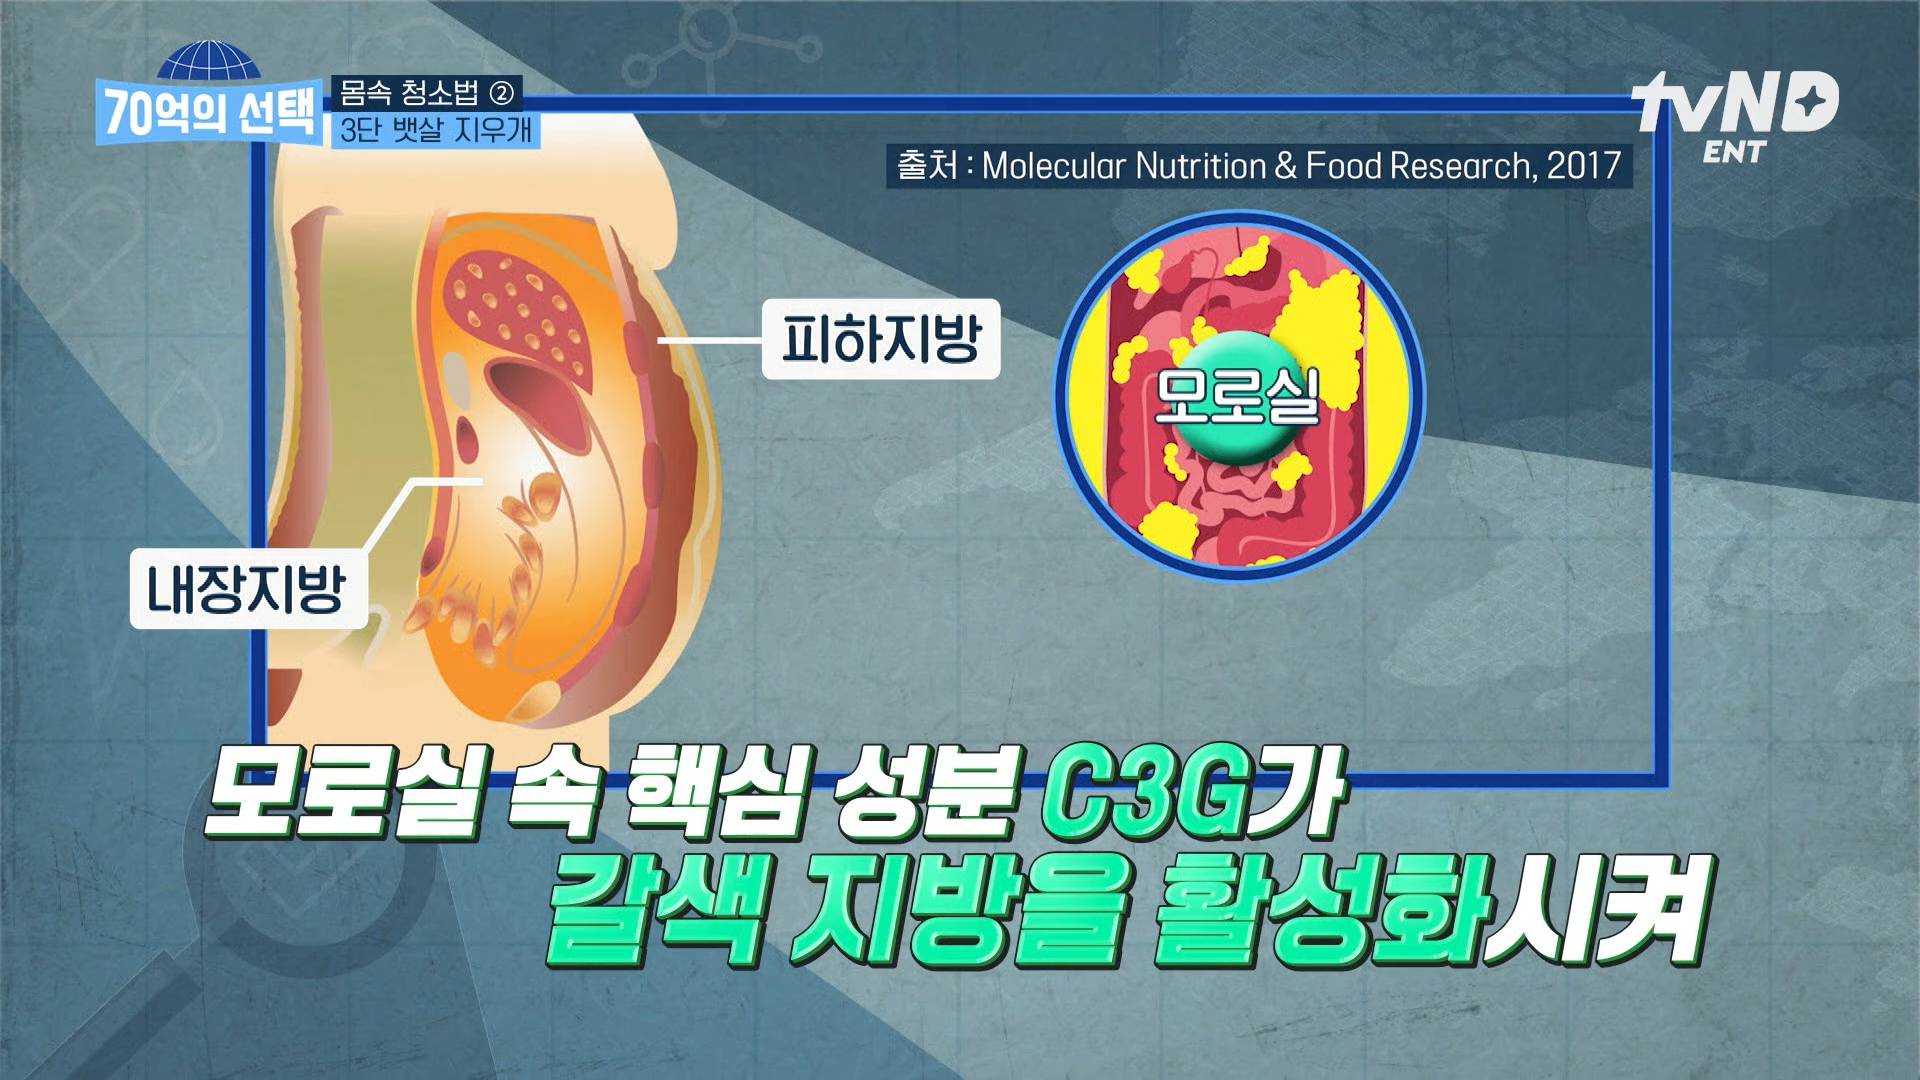 70억의 선택
몸속 청소법 ②
3단 뱃살 지우개
tvND
ENT
출처 : Molecular Nutrition & Food Research, 2017
피하지방
모로실
내장지방
모로실 속 핵심 성분 C3G가
갈색 지방을 활성화시켜